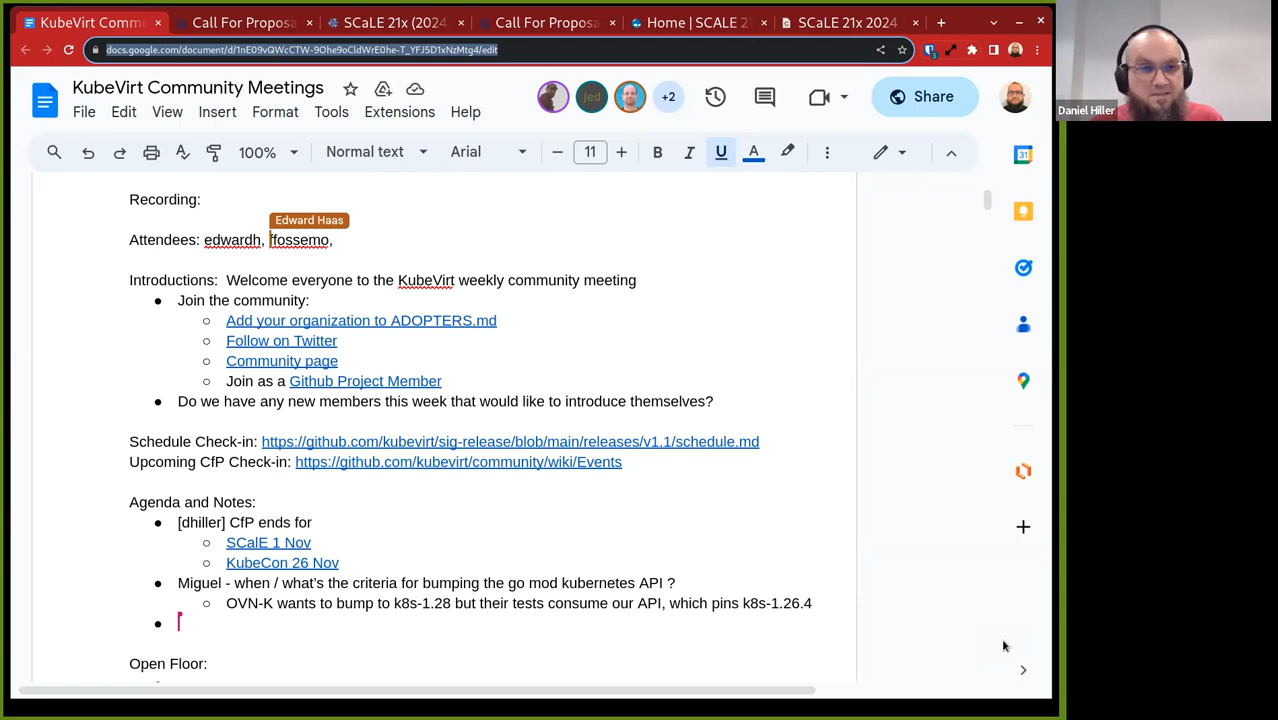 KubeVirt Comm
Call For Proposa
SCaLE 21x (2024
Call For Proposa
Home | SCALE 2
SCaLE 21x 2024
docs.google.com/document/d/1nE09vQWcCTW-9Ohe9oCldWrE0he-T_YFJ5D1xNzMtg4/edit
KubeVirt Community Meetings
Jed
+2
Share
File Edit View Insert Format Tools Extensions Help
100% Normal text Arial 11 B I U A
Daniel Hiller
Recording:
Edward Haas
Attendees: edwardh, ffossemo,
Introductions: Welcome everyone to the KubeVirt weekly community meeting
● Join the community:
○ Add your organization to ADOPTERS.md
○ Follow on Twitter
○ Community page
○ Join as a Github Project Member
● Do we have any new members this week that would like to introduce themselves?
Schedule Check-in: https://github.com/kubevirt/sig-release/blob/main/releases/v1.1/schedule.md
Upcoming CfP Check-in: https://github.com/kubevirt/community/wiki/Events
Agenda and Notes:
● [dhiller] CfP ends for
○ SCalE 1 Nov
○ KubeCon 26 Nov
● Miguel - when / what's the criteria for bumping the go mod kubernetes API ?
○ OVN-K wants to bump to k8s-1.28 but their tests consume our API, which pins k8s-1.26.4
Open Floor: